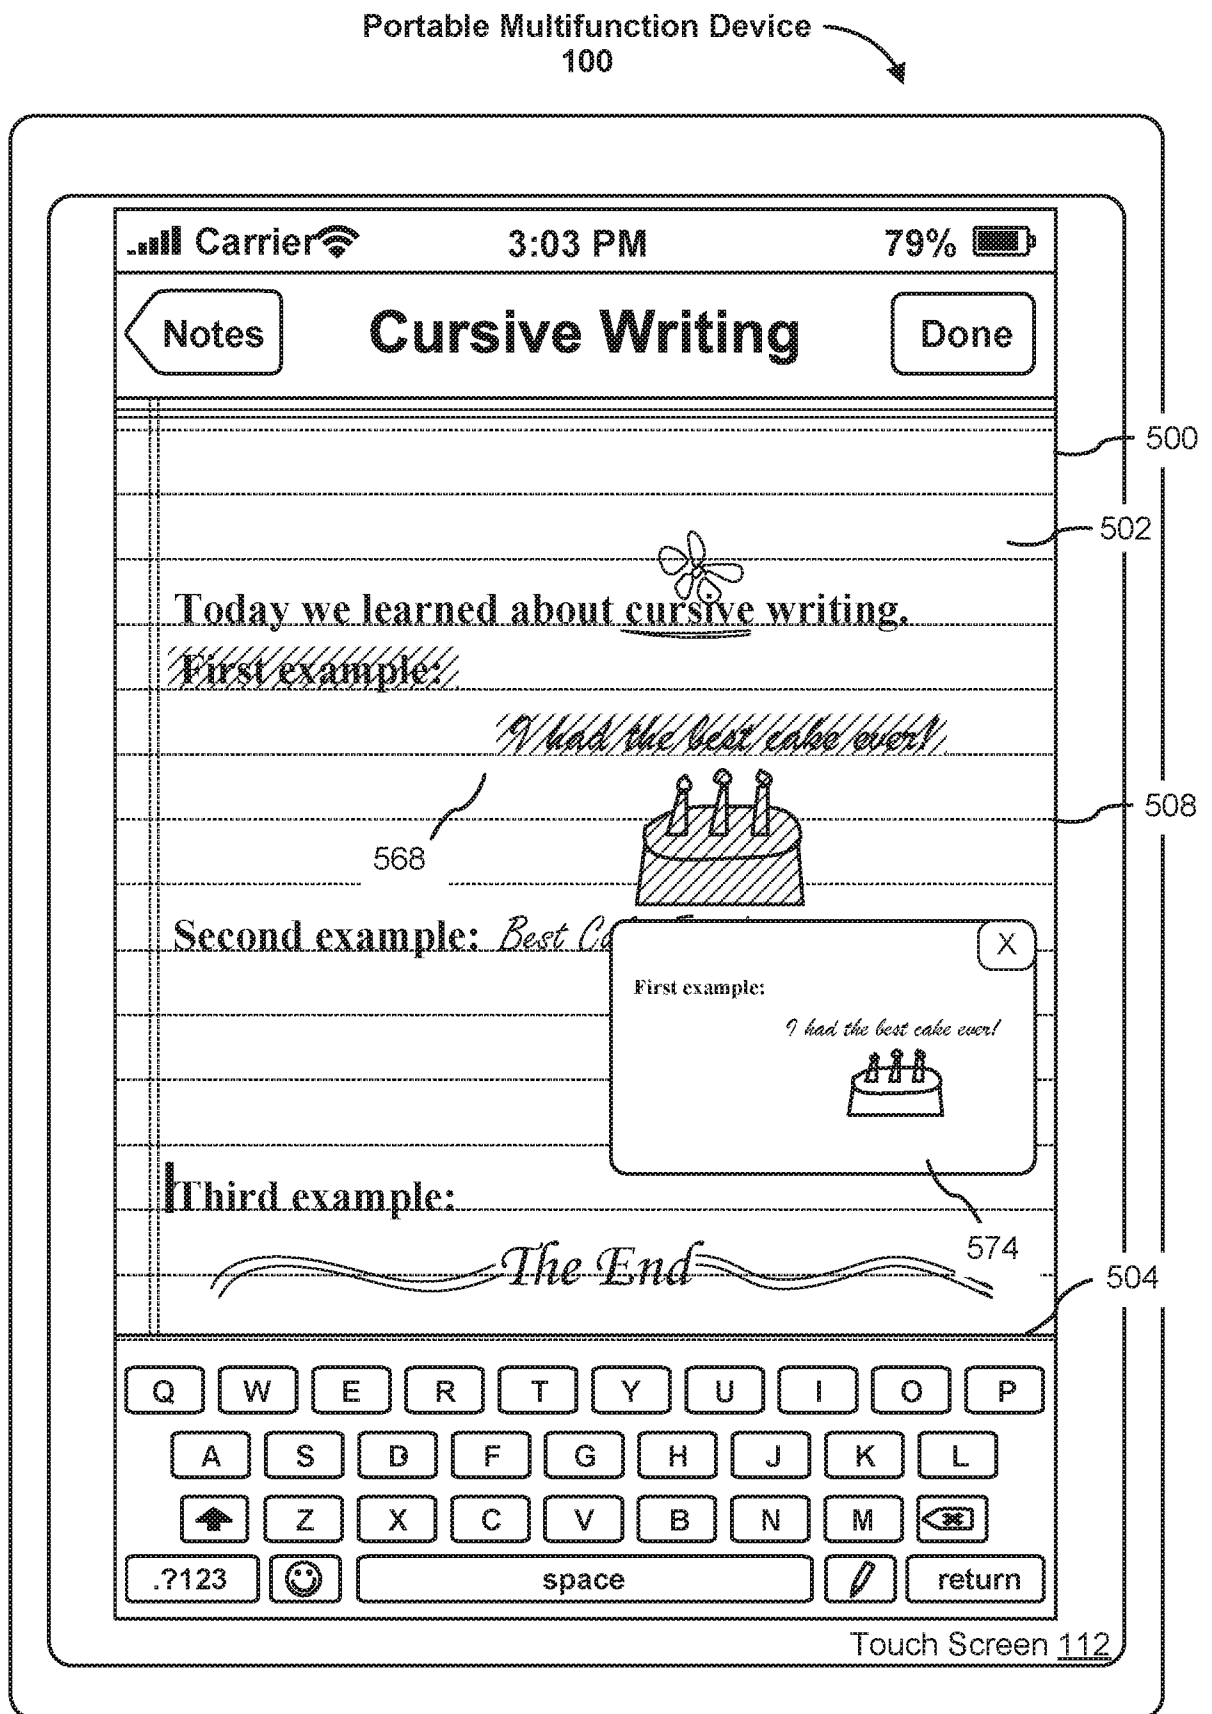 Portable Multifunction Device
100
Carrier 3:03 PM 79%
Notes Cursive Writing Done
500
502
Today we learned about cursive writing.
First example:
I had the best cake ever!
508
568
Second example: Best
X
First example:
I had the best cake ever!
Third example:
574
The End
504
Q W E R T Y U I O P
A S D F G H J K L
Z X C V B N M
.?123 space return
Touch Screen 112